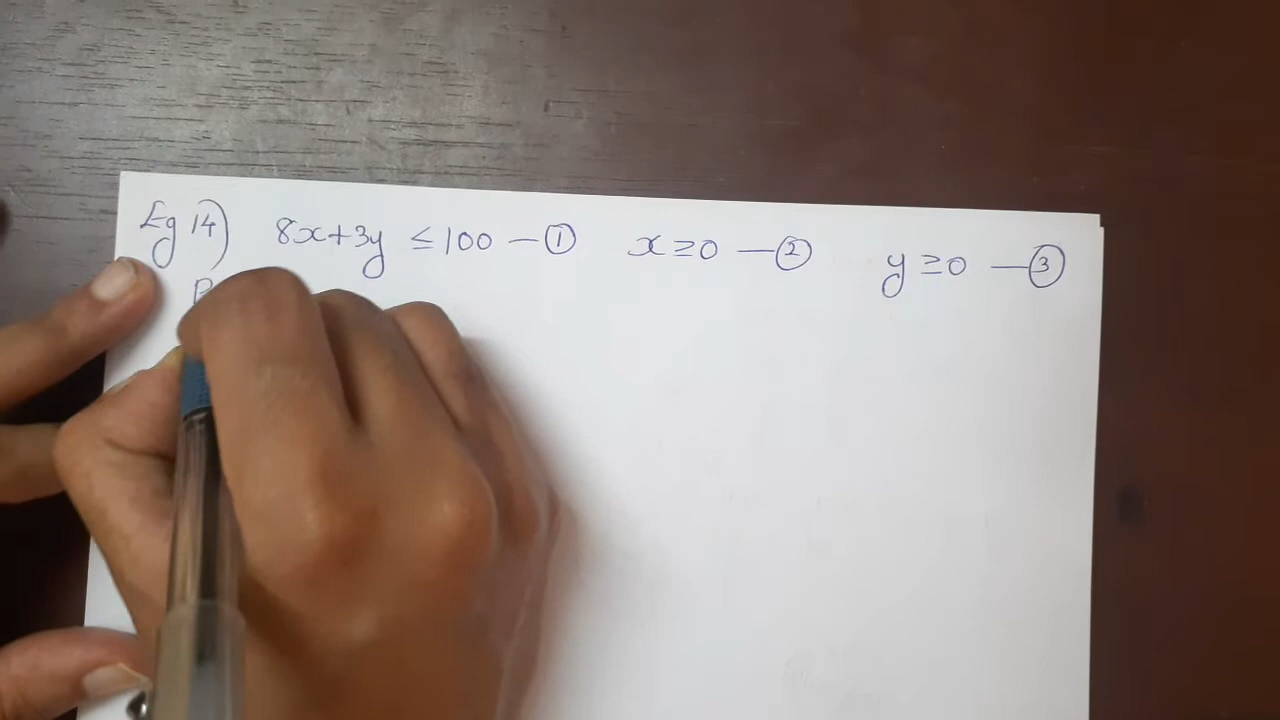 Eg 14) 8x+3y ≤ 100 — ① x ≥ 0 — ② y ≥ 0 — ③